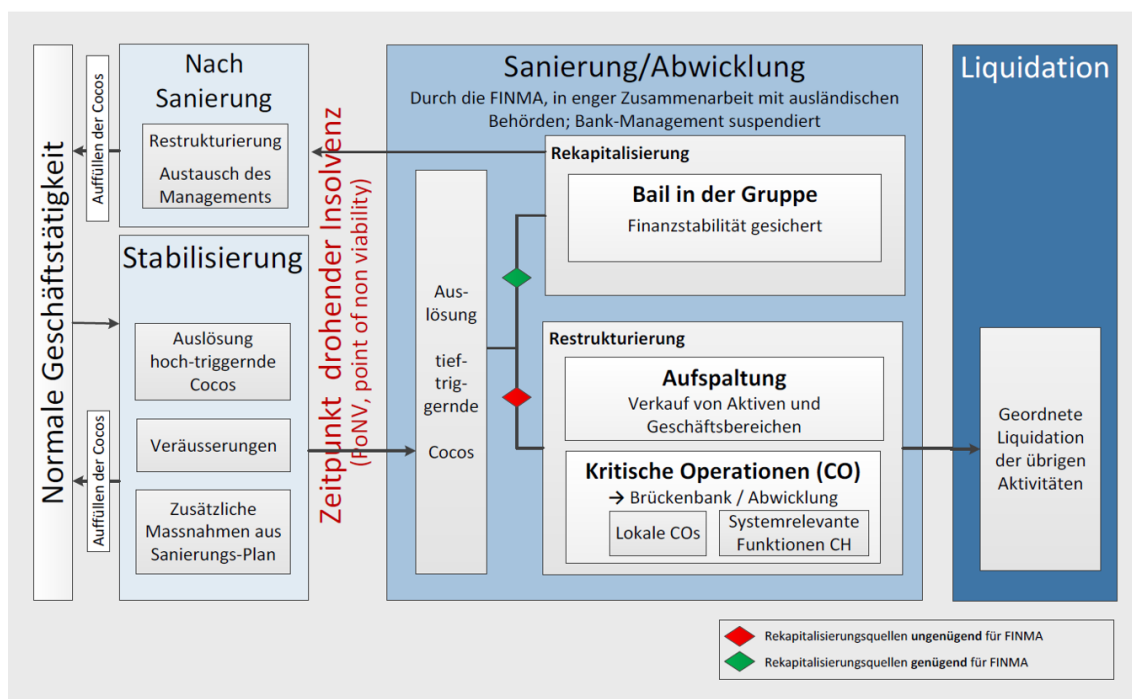 Normale Geschäftstätigkeit
Auffüllen der Cocos
Nach
Sanierung
Restrukturierung
Austausch des
Managements
Auffüllen der Cocos
Stabilisierung
Auslösung
hoch-triggernde
Cocos
Veräusserungen
Zusätzliche
Massnahmen aus
Sanierungs-Plan
Zeitpunkt drohender Insolvenz
(PoNV, point of non viability)
Sanierung/Abwicklung
Durch die FINMA, in enger Zusammenarbeit mit ausländischen
Behörden; Bank-Management suspendiert
Aus-
lösung
tief-
trig-
gernde
Cocos
Rekapitalisierung
Bail in der Gruppe
Finanzstabilität gesichert
Restrukturierung
Aufspaltung
Verkauf von Aktiven und
Geschäftsbereichen
Kritische Operationen (CO)
→ Brückenbank / Abwicklung
Lokale COs
Systemrelevante
Funktionen CH
Liquidation
Geordnete
Liquidation
der übrigen
Aktivitäten
Rekapitalisierungsquellen ungenügend für FINMA
Rekapitalisierungsquellen genügend für FINMA